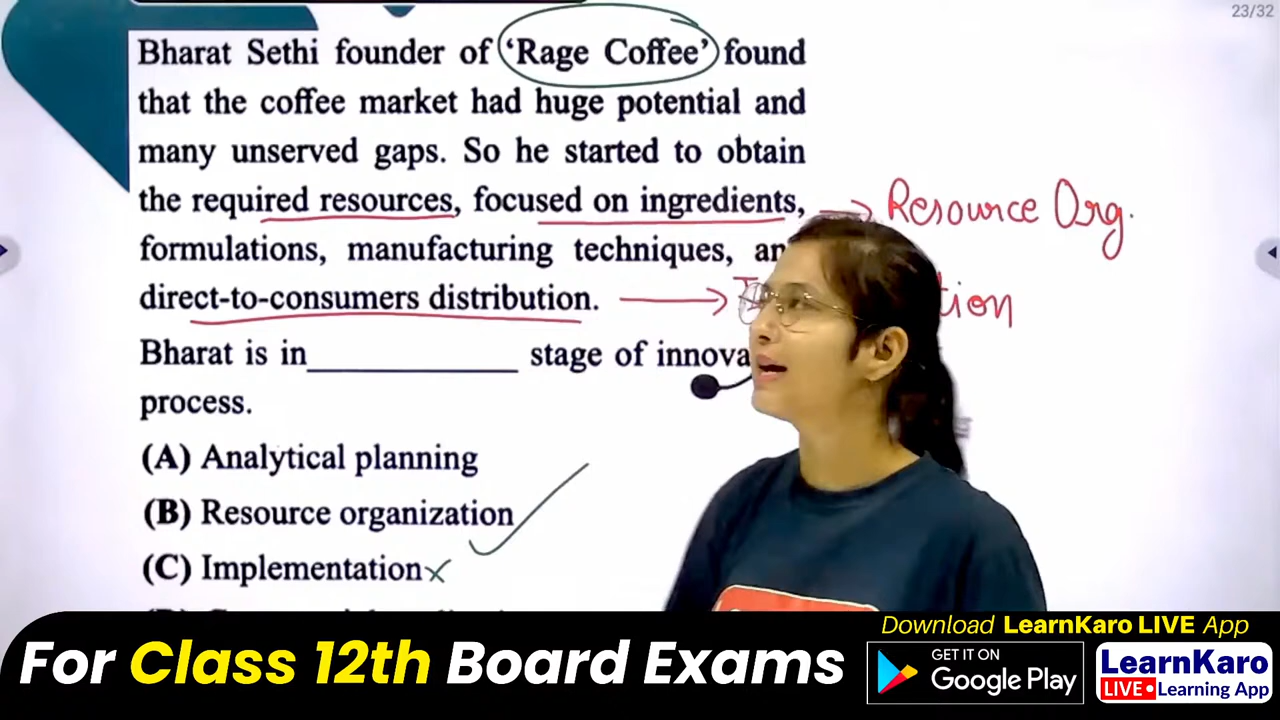 23/32
Bharat Sethi founder of ‘Rage Coffee’ found
that the coffee market had huge potential and
many unserved gaps. So he started to obtain
the required resources, focused on ingredients,
→ Resource Org.
formulations, manufacturing techniques, an
direct-to-consumers distribution. →
tion
Bharat is in__________ stage of innova
process.
(A) Analytical planning
(B) Resource organization ✓
(C) Implementation ×
For Class 12th Board Exams
Download LearnKaro LIVE App
GET IT ON
Google Play
LearnKaro
LIVE • Learning App